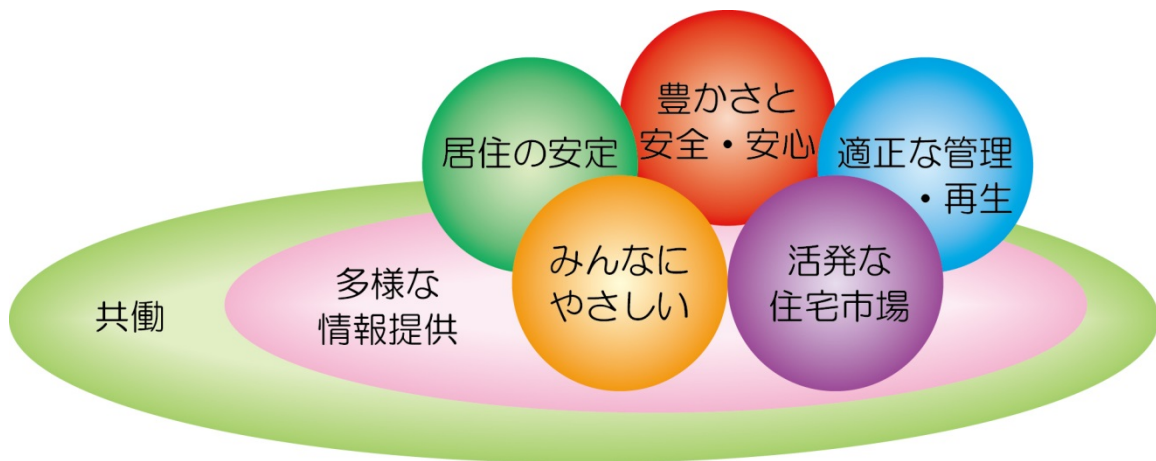 豊かさと
安全・安心
居住の安定
適正な管理
・再生
みんなに
やさしい
活発な
住宅市場
多様な
情報提供
共働